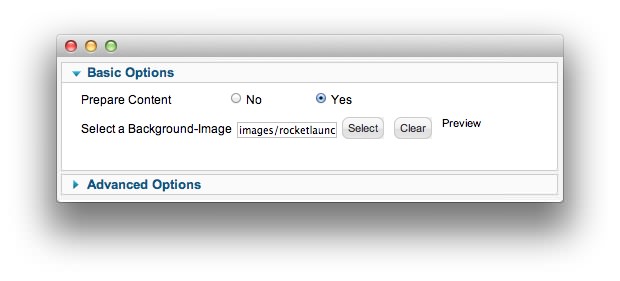 Basic Options
Prepare Content No Yes
Select a Background-Image images/rocketlaunc Select Clear Preview
Advanced Options